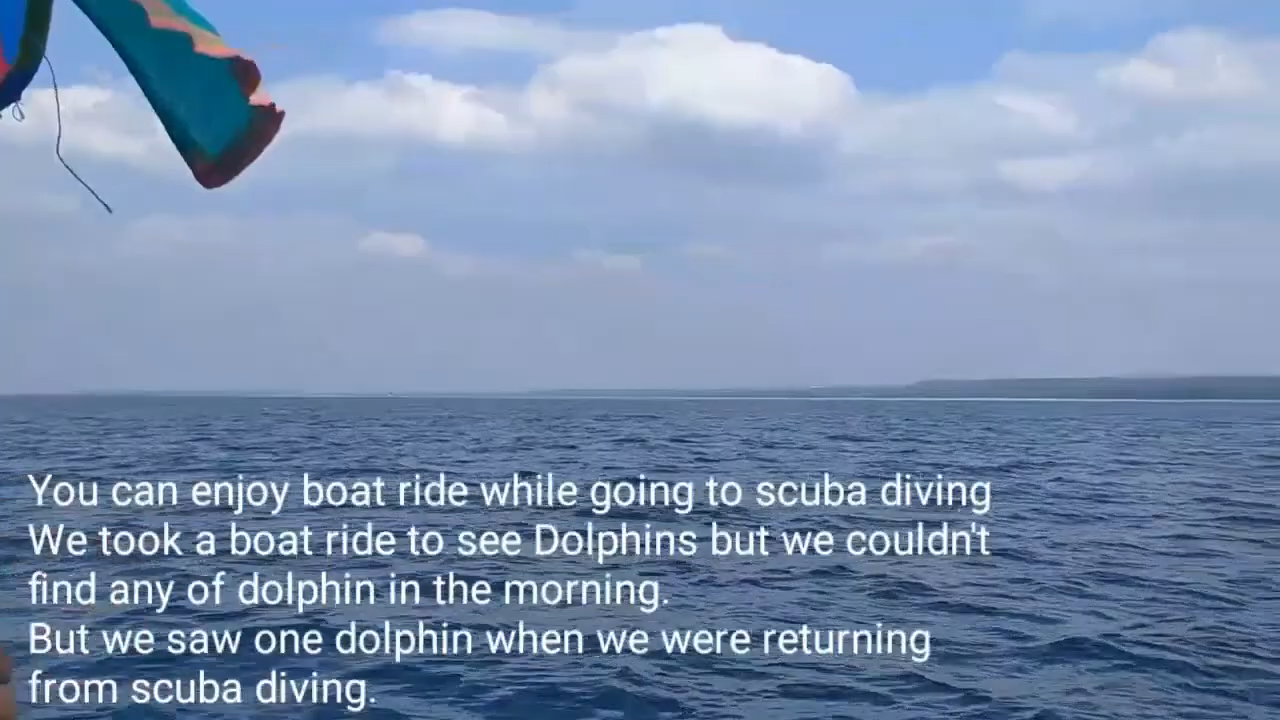 You can enjoy boat ride while going to scuba diving
We took a boat ride to see Dolphins but we couldn't
find any of dolphin in the morning.
But we saw one dolphin when we were returning
from scuba diving.